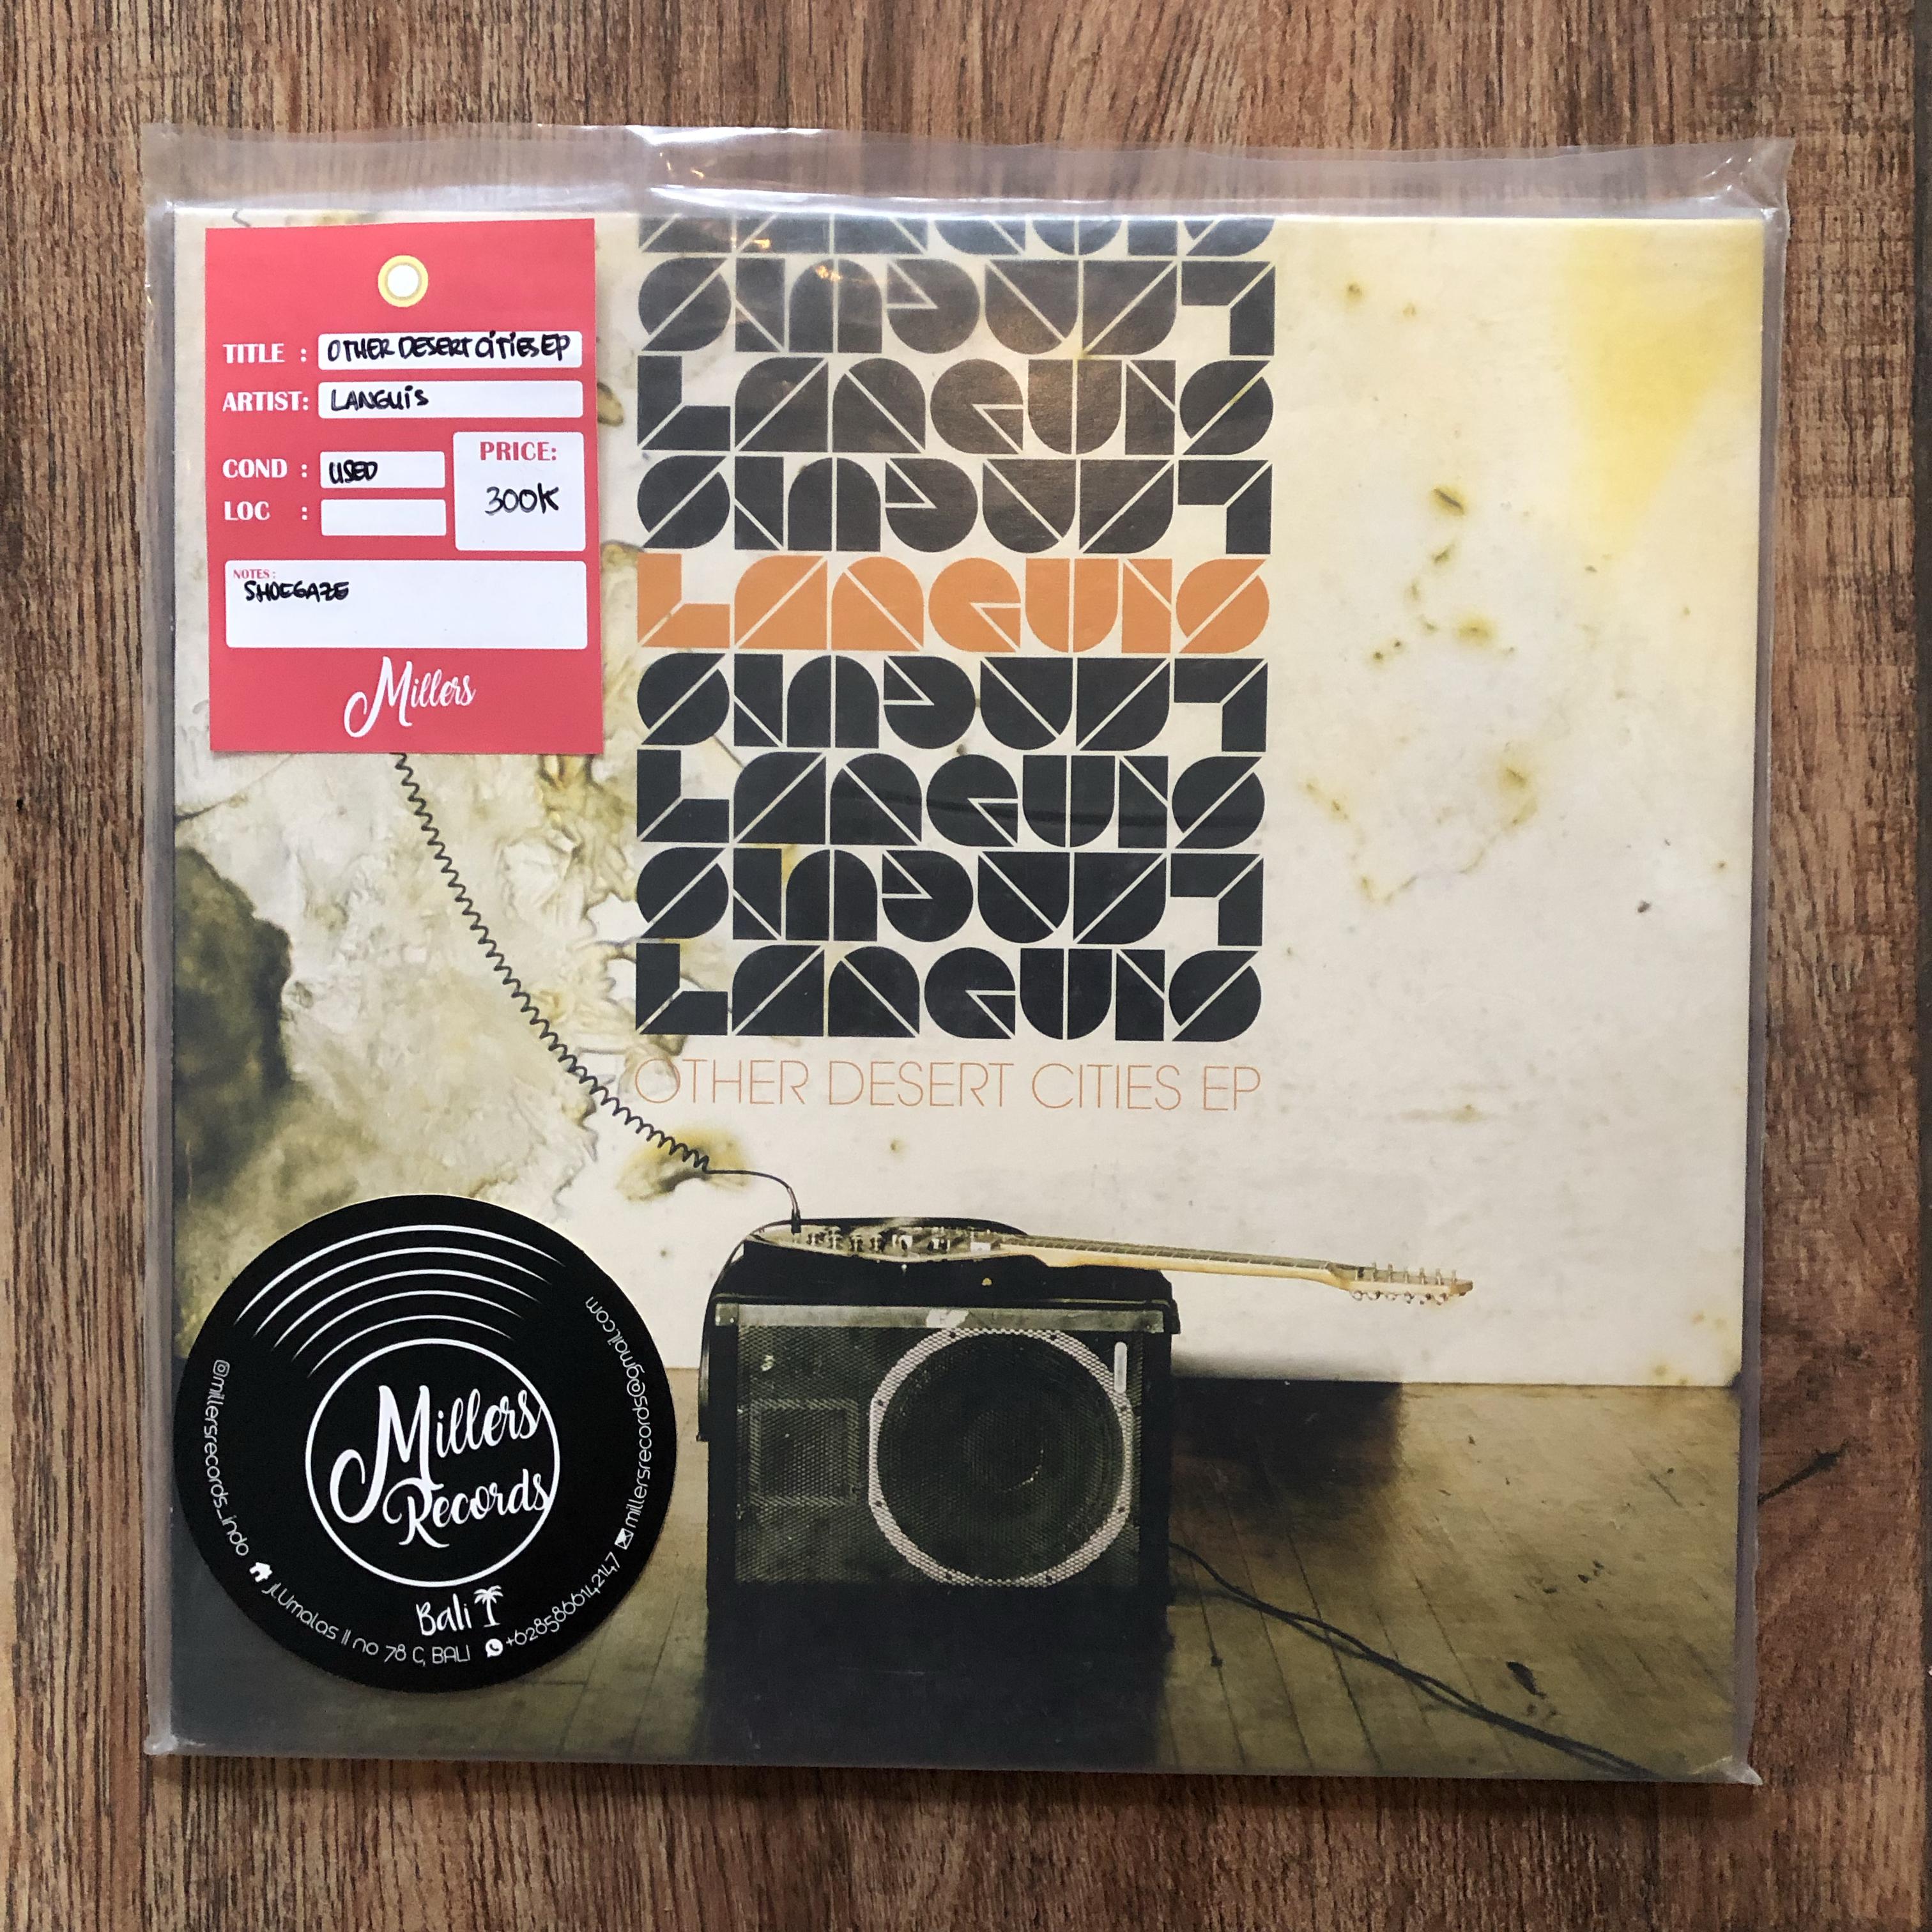 TITLE : OTHER DESERT CITIES EP
ARTIST: LANGUIS
COND : USED
LOC :
PRICE:
300K
NOTES:
SHOEGAZE
Millers
LANGUIS
LANGUIS
LANGUIS
LANGUIS
LANGUIS
LANGUIS
LANGUIS
LANGUIS
LANGUIS
OTHER DESERT CITIES EP
Millers
Records
Bali
@millersrecords_indo
Jl.Umalas II no 78 C, BALI
+6285866142147
millersrecords@gmail.com